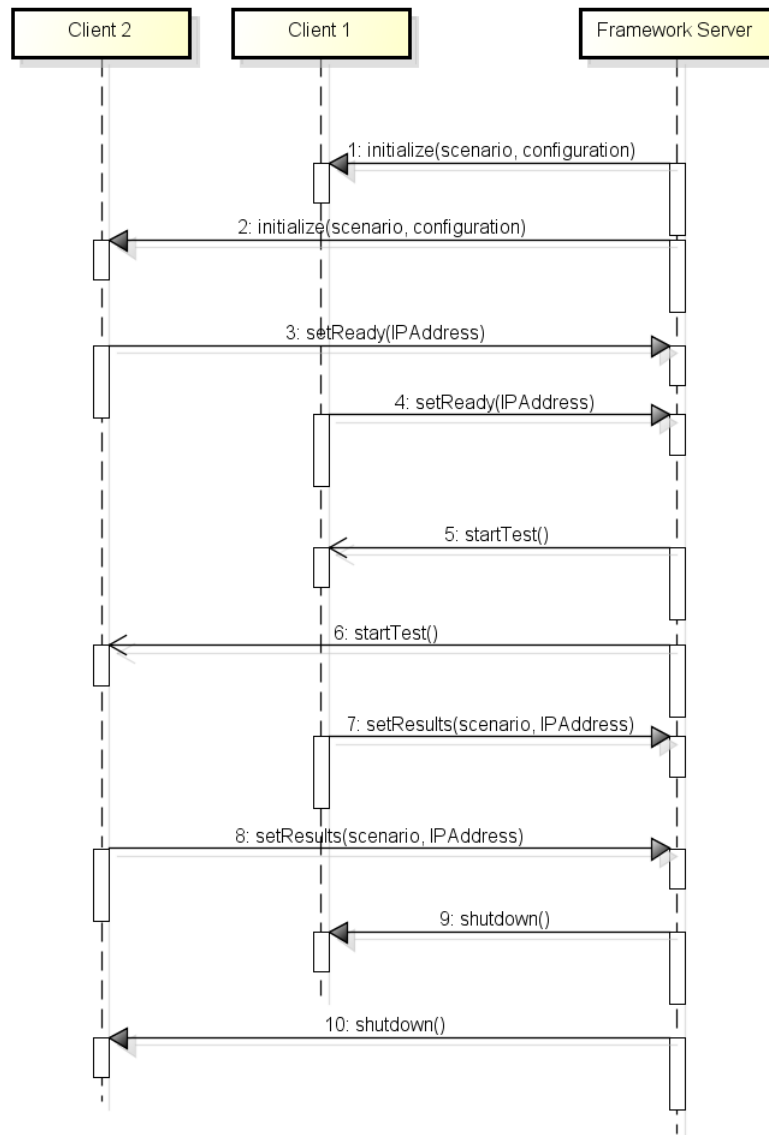 Client 2
Client 1
Framework Server
1: initialize(scenario, configuration)
2: initialize(scenario, configuration)
3: setReady(IPAddress)
4: setReady(IPAddress)
5: startTest()
6: startTest()
7: setResults(scenario, IPAddress)
8: setResults(scenario, IPAddress)
9: shutdown()
10: shutdown()